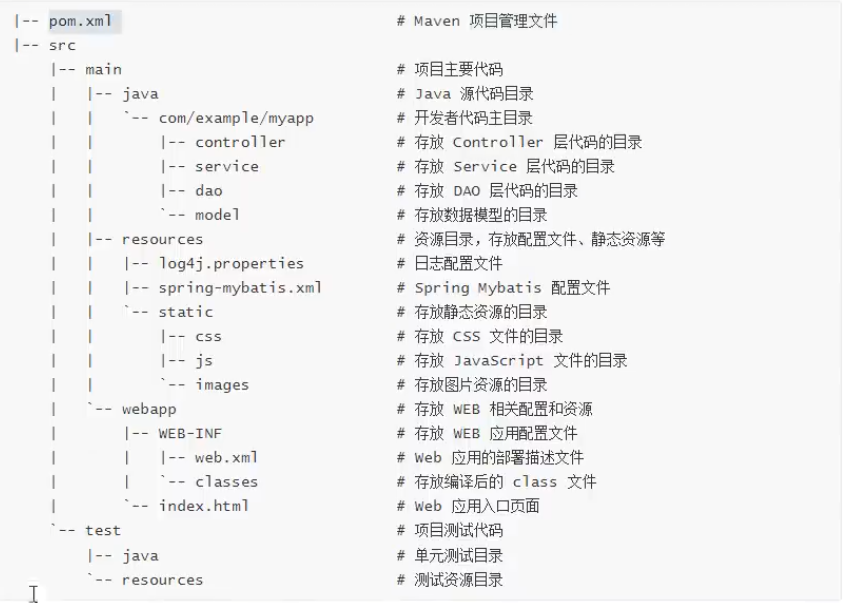 |-- pom.xml                                # Maven 项目管理文件
|-- src
    |-- main                               # 项目主要代码
    |   |-- java                           # Java 源代码目录
    |   |   `-- com/example/myapp          # 开发者代码主目录
    |   |       |-- controller             # 存放 Controller 层代码的目录
    |   |       |-- service                # 存放 Service 层代码的目录
    |   |       |-- dao                    # 存放 DAO 层代码的目录
    |   |       `-- model                  # 存放数据模型的目录
    |   |-- resources                      # 资源目录，存放配置文件、静态资源等
    |   |   |-- log4j.properties           # 日志配置文件
    |   |   |-- spring-mybatis.xml         # Spring Mybatis 配置文件
    |   |   `-- static                     # 存放静态资源的目录
    |   |       |-- css                    # 存放 CSS 文件的目录
    |   |       |-- js                     # 存放 JavaScript 文件的目录
    |   |       `-- images                 # 存放图片资源的目录
    |   `-- webapp                         # 存放 WEB 相关配置和资源
    |       |-- WEB-INF                    # 存放 WEB 应用配置文件
    |       |   |-- web.xml                # Web 应用的部署描述文件
    |       |   `-- classes                # 存放编译后的 class 文件
    |       `-- index.html                 # Web 应用入口页面
    `-- test                               # 项目测试代码
        |-- java                           # 单元测试目录
        `-- resources                      # 测试资源目录